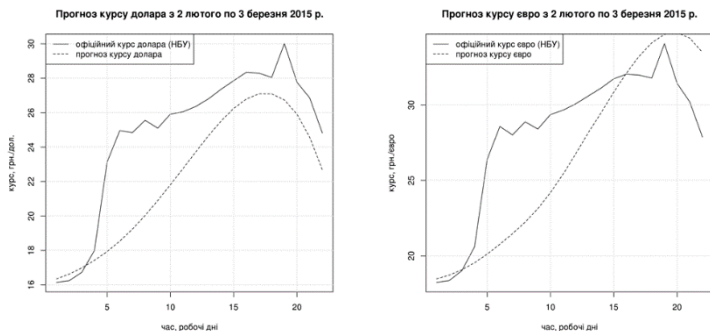 Прогноз курсу долара з 2 лютого по 3 березня 2015 р.
офіційний курс долара (НБУ)
прогноз курсу долара
30
28
26
24
22
20
18
16
курс, грн./дол.
5 10 15 20
час, робочі дні
Прогноз курсу євро з 2 лютого по 3 березня 2015 р.
офіційний курс євро (НБУ)
прогноз курсу євро
30
25
20
курс, грн./євро
5 10 15 20
час, робочі дні